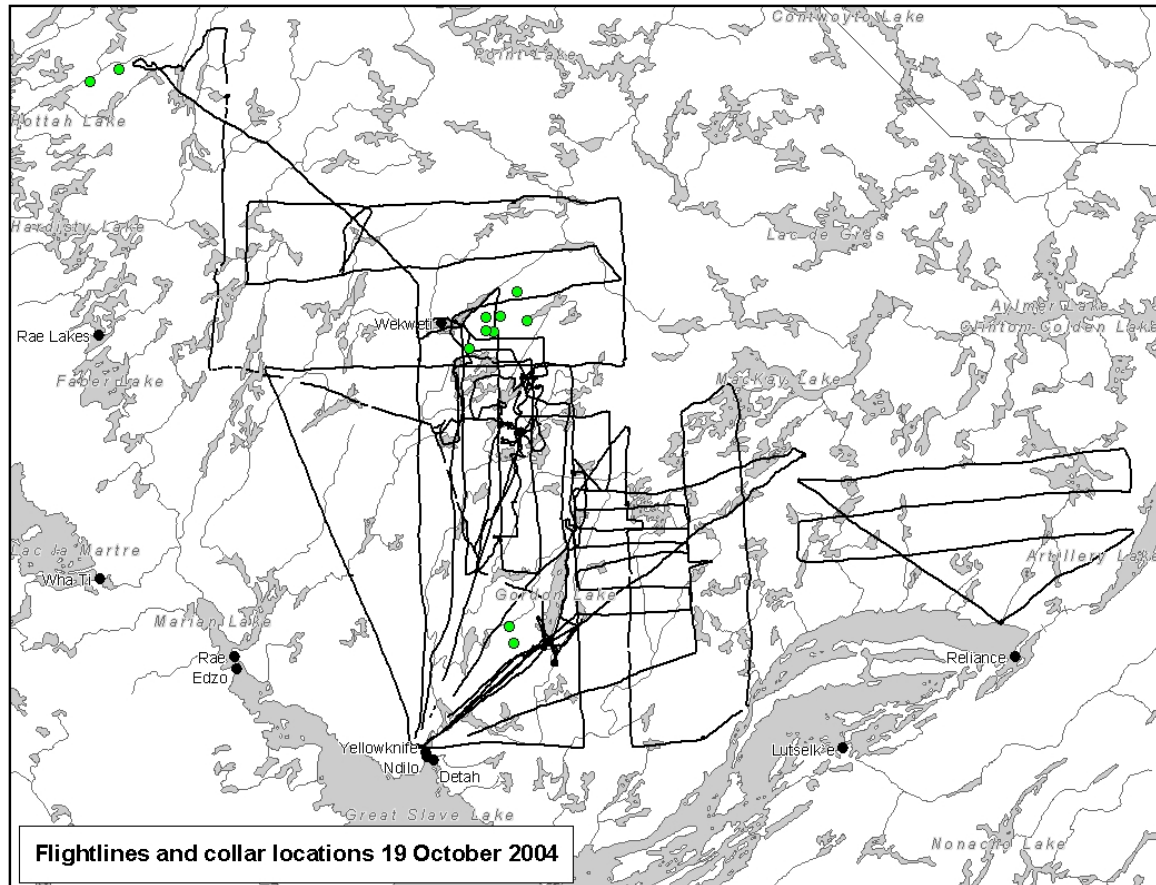 Contwoyto Lake
Point Lake
Hottah Lake
Hardisty Lake
Lac de Gras
Aylmer Lake
Clinton-Colden Lake
Wekweti
Rae Lakes
Faber Lake
MacKay Lake
Lac la Martre
Wha-Ti
Artillery Lake
Gordon Lake
Marian Lake
Rae
Edzo
Reliance
Yellowknife
Ndilo
Detah
Lutselk'e
Great Slave Lake
Nonacho Lake
Flightlines and collar locations 19 October 2004